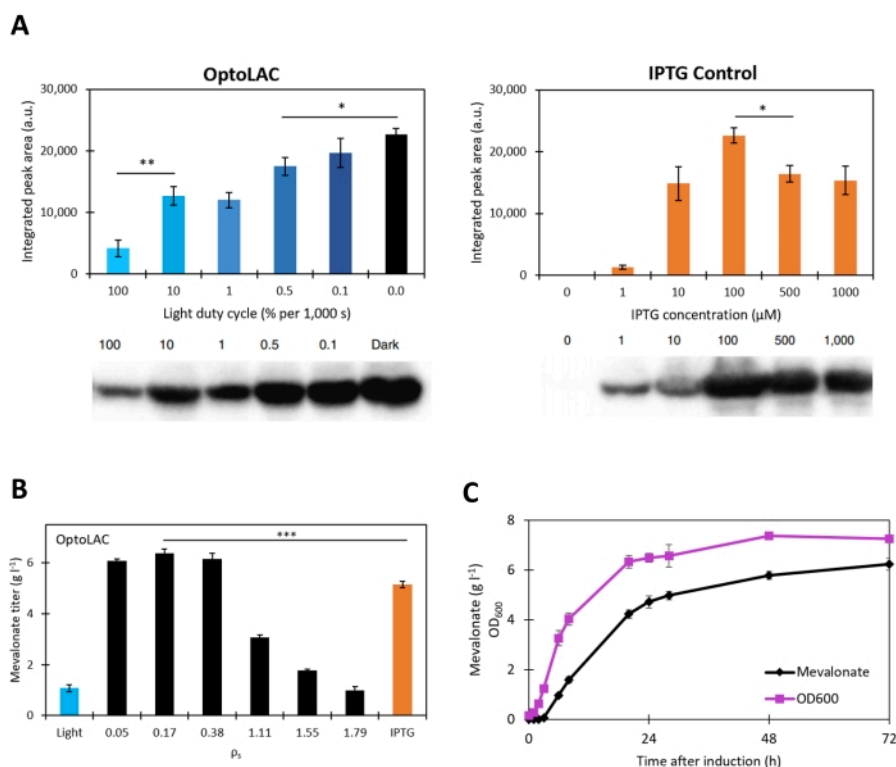 A
OptoLAC
Integrated peak area (a.u.)
30,000
20,000
10,000
0
**
*
100 10 1 0.5 0.1 0.0
Light duty cycle (% per 1,000 s)
100 10 1 0.5 0.1 Dark
IPTG Control
Integrated peak area (a.u.)
30,000
20,000
10,000
0
*
0 1 10 100 500 1000
IPTG concentration (µM)
0 1 10 100 500 1,000
B
OptoLAC
Mevalonate titer (g l⁻¹)
8
6
4
2
0
***
Light 0.05 0.17 0.38 1.11 1.55 1.79 IPTG
ρs
C
Mevalonate (g l⁻¹)
OD600
8
6
4
2
0
Mevalonate
OD600
0 24 48 72
Time after induction (h)